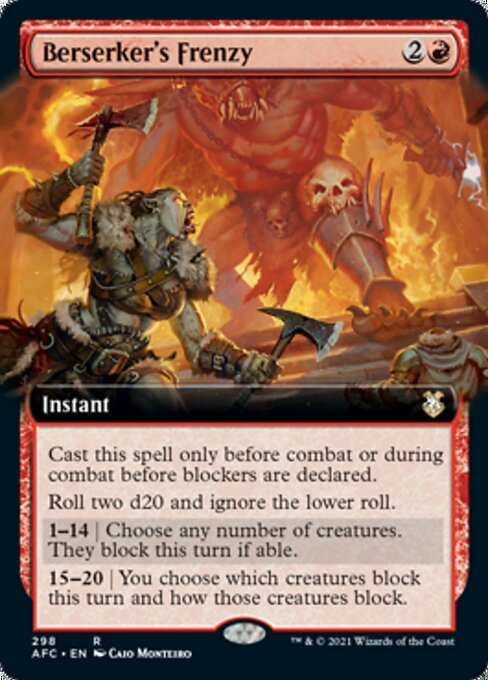 Berserker's Frenzy 2
Instant
Cast this spell only before combat or during
combat before blockers are declared.
Roll two d20 and ignore the lower roll.
1–14 | Choose any number of creatures.
They block this turn if able.
15–20 | You choose which creatures block
this turn and how those creatures block.
298 R
AFC • EN Caio Monteiro
™ & © 2021 Wizards of the Coast